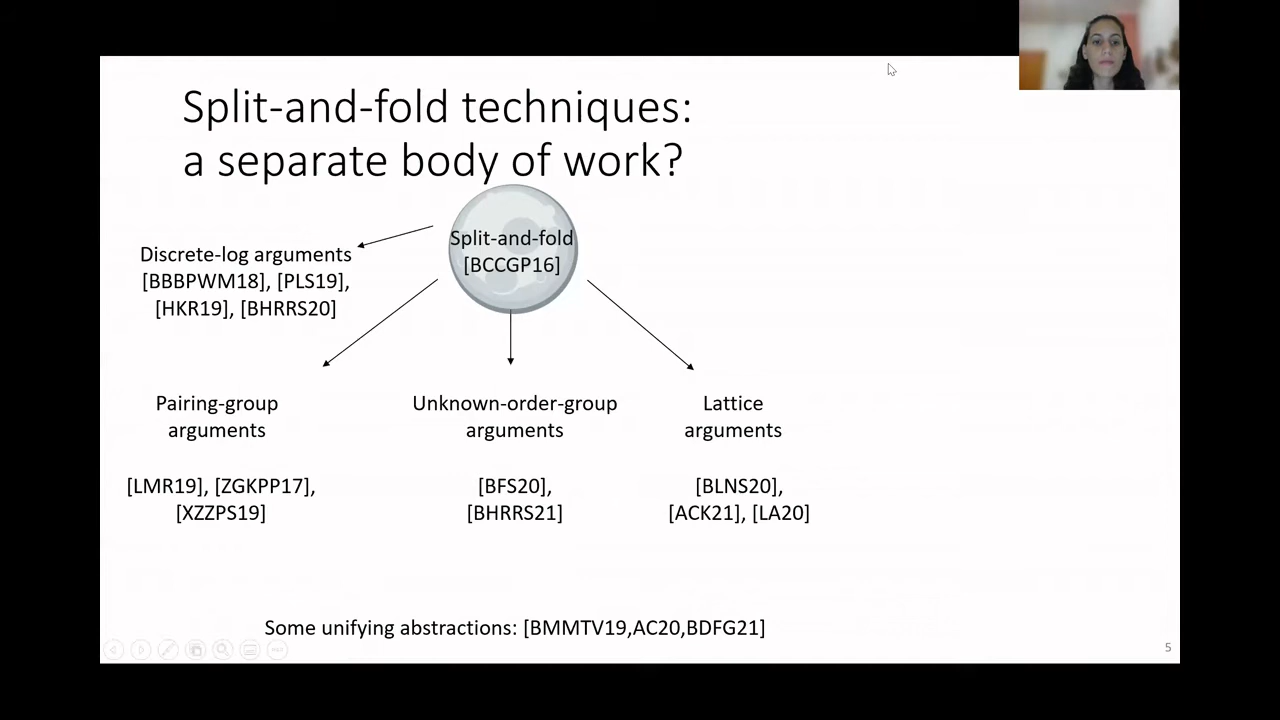 Split-and-fold techniques:
a separate body of work?
Split-and-fold
[BCCGP16]
Discrete-log arguments
[BBBPWM18], [PLS19],
[HKR19], [BHRRS20]
Pairing-group
arguments
[LMR19], [ZGKPP17],
[XZZPS19]
Unknown-order-group
arguments
[BFS20],
[BHRRS21]
Lattice
arguments
[BLNS20],
[ACK21], [LA20]
Some unifying abstractions: [BMMTV19,AC20,BDFG21]
5